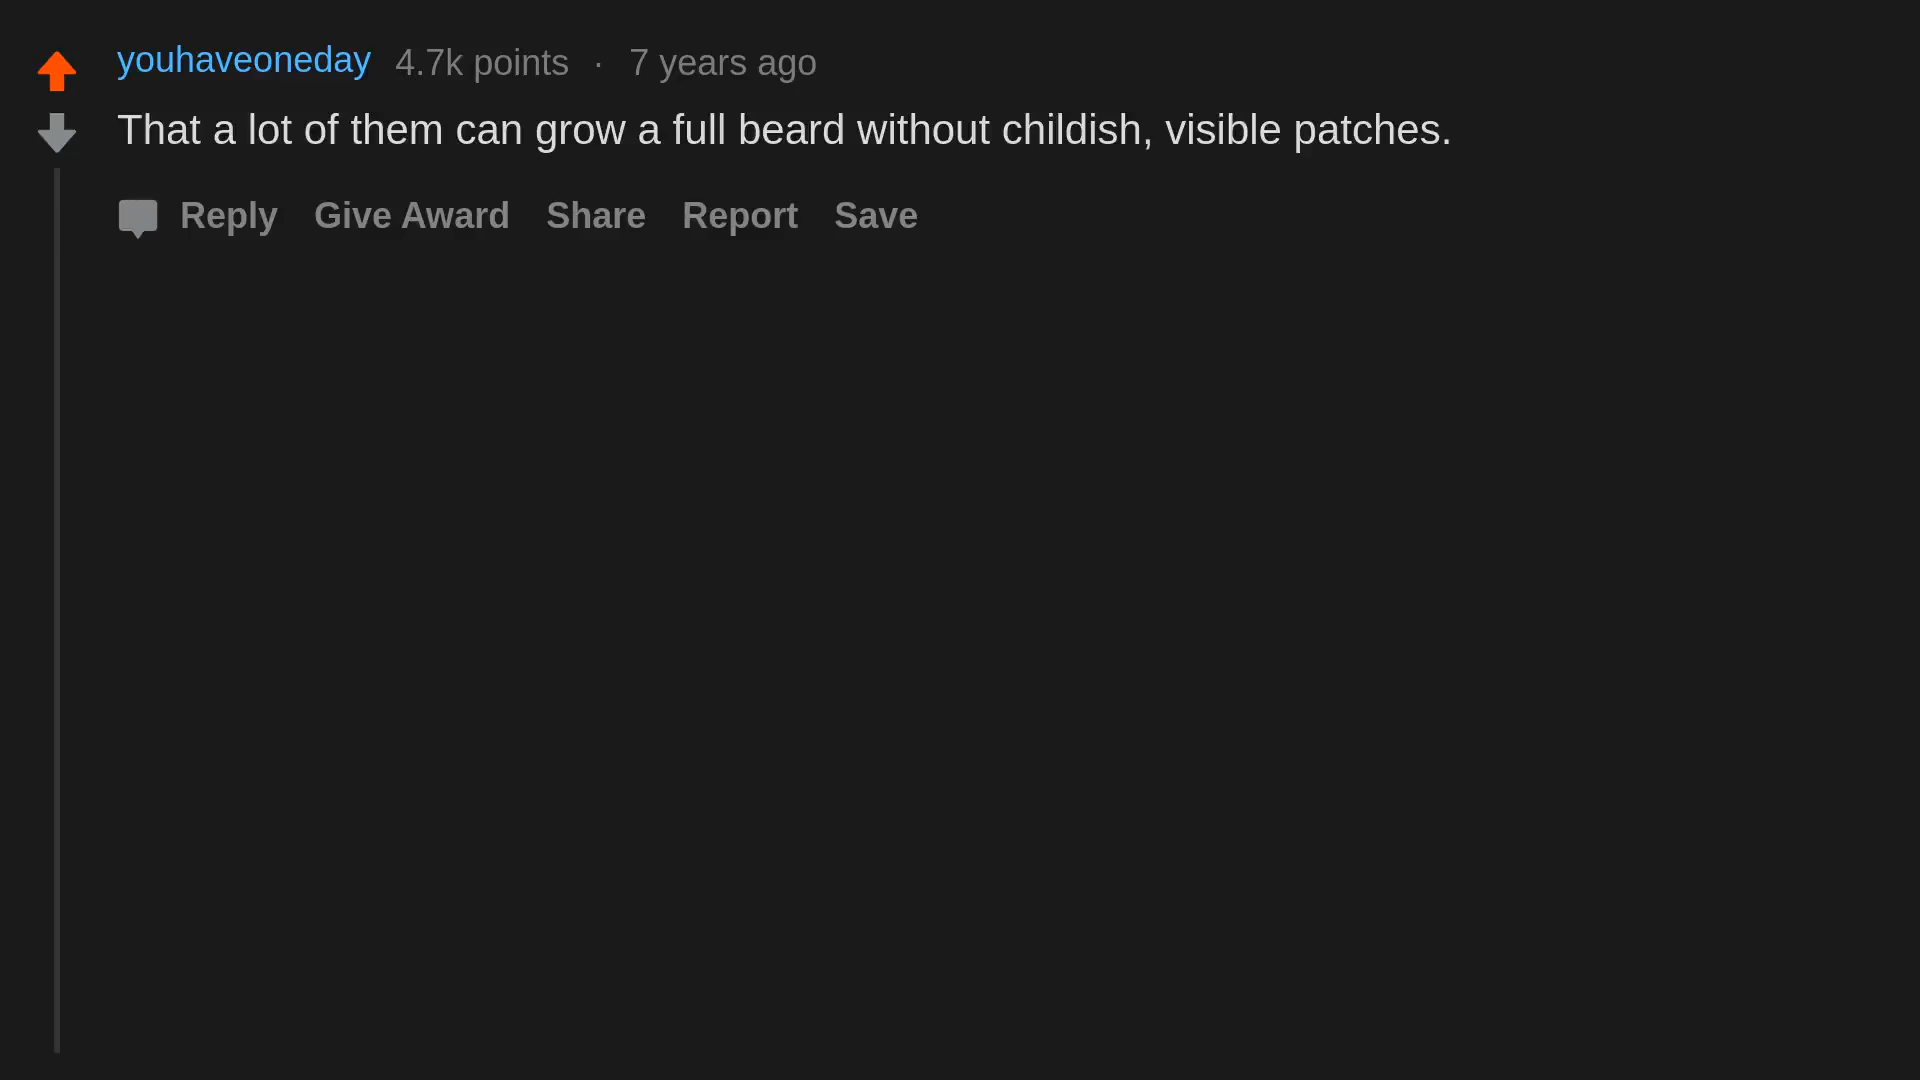 youhaveoneday 4.7k points · 7 years ago
That a lot of them can grow a full beard without childish, visible patches.
Reply Give Award Share Report Save